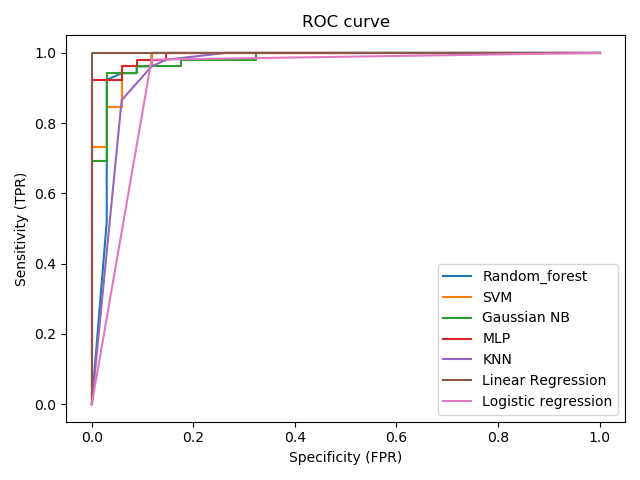 ROC curve
Sensitivity (TPR)
1.0
0.8
0.6
0.4
0.2
0.0
Random_forest
SVM
Gaussian NB
MLP
KNN
Linear Regression
Logistic regression
0.0 0.2 0.4 0.6 0.8 1.0
Specificity (FPR)